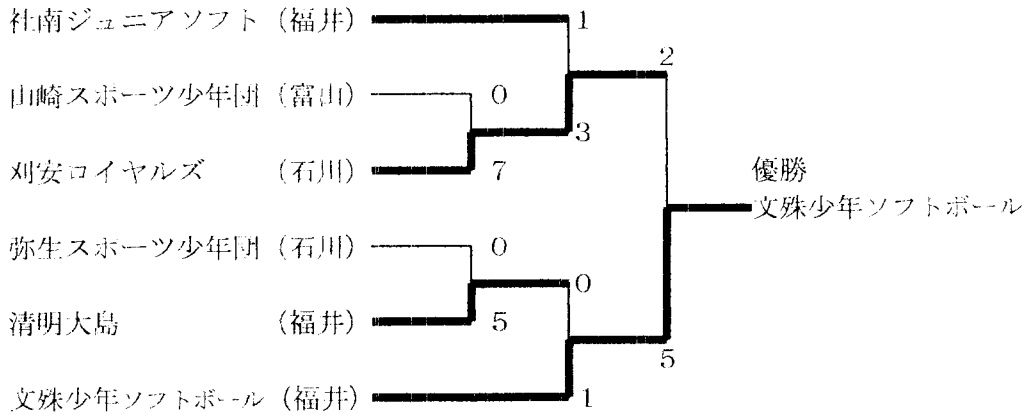 社南ジュニアソフト (福井) 1
2
山崎スポーツ少年団 (富山) 0
3
刈安ロイヤルズ (石川) 7
優勝
文殊少年ソフトボール
弥生スポーツ少年団 (石川) 0
0
清明大島 (福井) 5
5
文殊少年ソフトボール (福井) 1